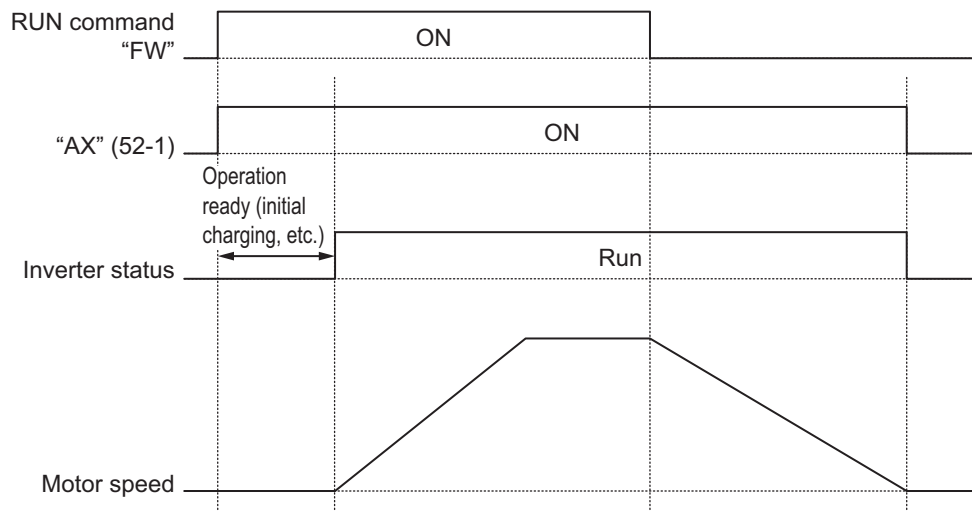 RUN command
“FW”
ON
“AX” (52-1)
ON
Operation
ready (initial
charging, etc.)
Inverter status
Run
Motor speed